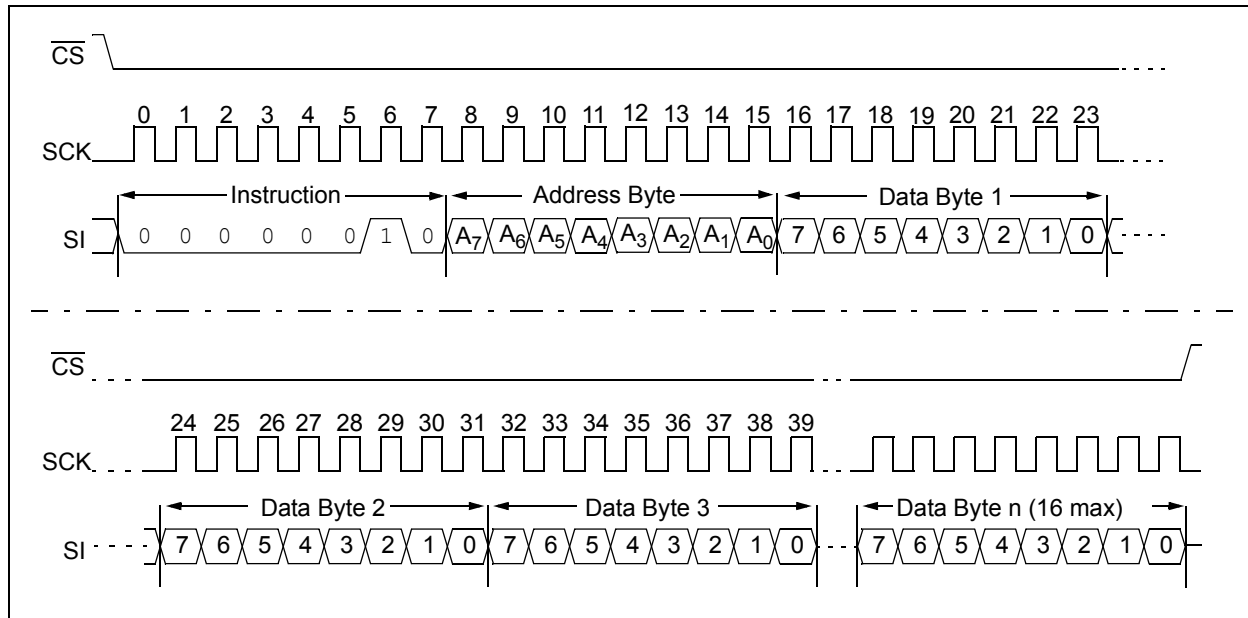 CS
0 1 2 3 4 5 6 7 8 9 10 11 12 13 14 15 16 17 18 19 20 21 22 23
SCK
Instruction Address Byte Data Byte 1
SI 0 0 0 0 0 0 1 0 A7 A6 A5 A4 A3 A2 A1 A0 7 6 5 4 3 2 1 0
CS
24 25 26 27 28 29 30 31 32 33 34 35 36 37 38 39
SCK
Data Byte 2 Data Byte 3 Data Byte n (16 max)
SI 7 6 5 4 3 2 1 0 7 6 5 4 3 2 1 0 7 6 5 4 3 2 1 0